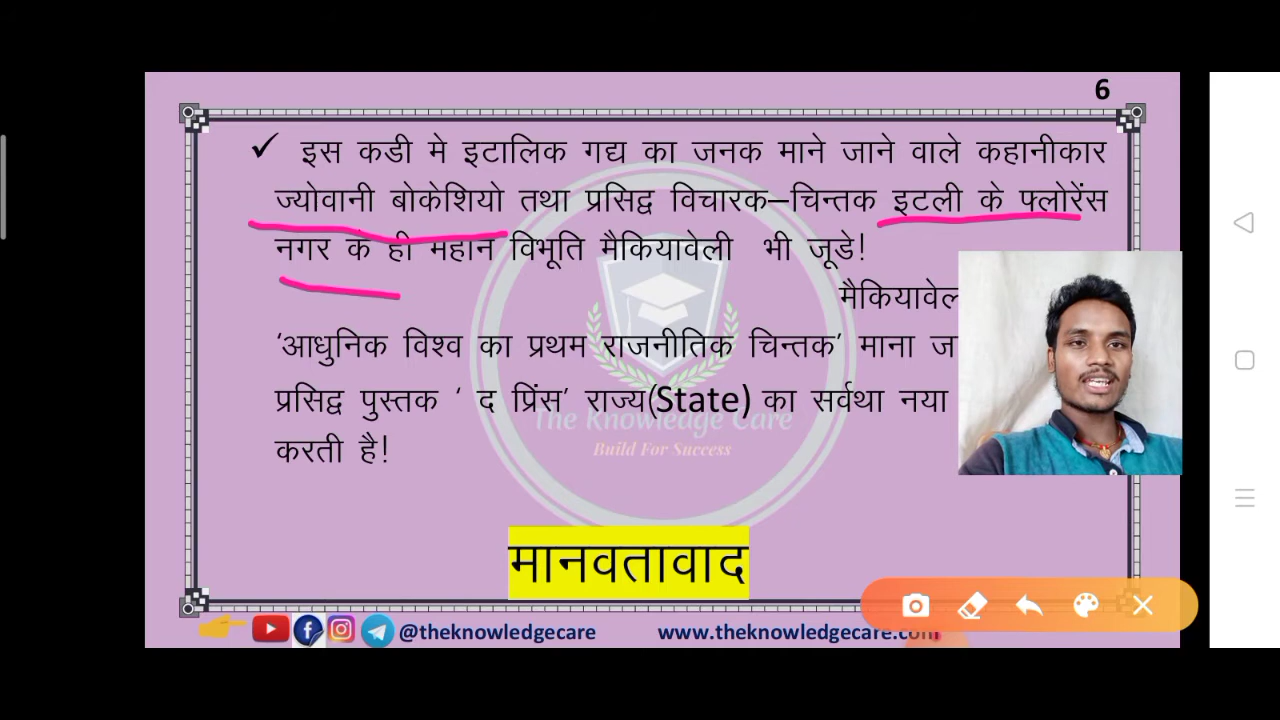 6
✓ इस कडी मे इटालिक गद्य का जनक माने जाने वाले कहानीकार
ज्योवानी बोकेशियो तथा प्रसिद्व विचारक–चिन्तक इटली के फ्लोरेंस
नगर के ही महान विभूति मैकियावेली भी जूडे!
मैकियावेल
'आधुनिक विश्व का प्रथम राजनीतिक चिन्तक' माना ज
प्रसिद्व पुस्तक ' द प्रिंस' राज्य(State) का सर्वथा नया
करती है!
The Knowledge Care
Build For Success
मानवतावाद
@theknowledgecare www.theknowledgecare.com